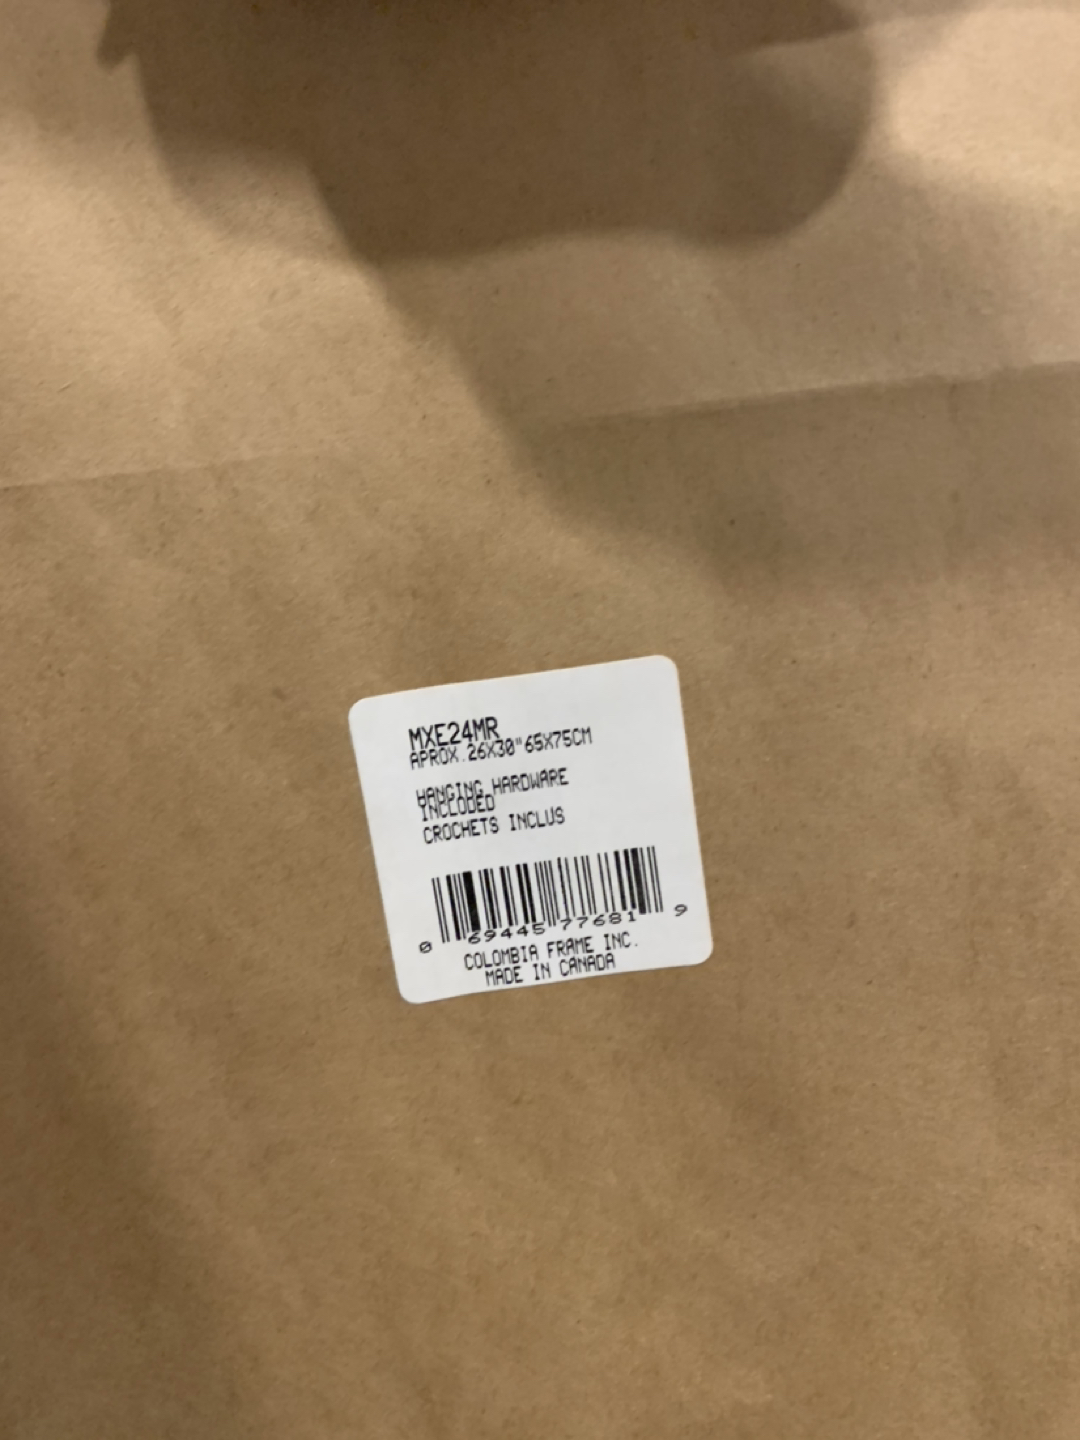 MXE24MR
APROX.26X30"65X75CM
HANGING HARDWARE
INCLUDED
CROCHETS INCLUS
0 69445 77681 9
COLOMBIA FRAME INC.
MADE IN CANADA